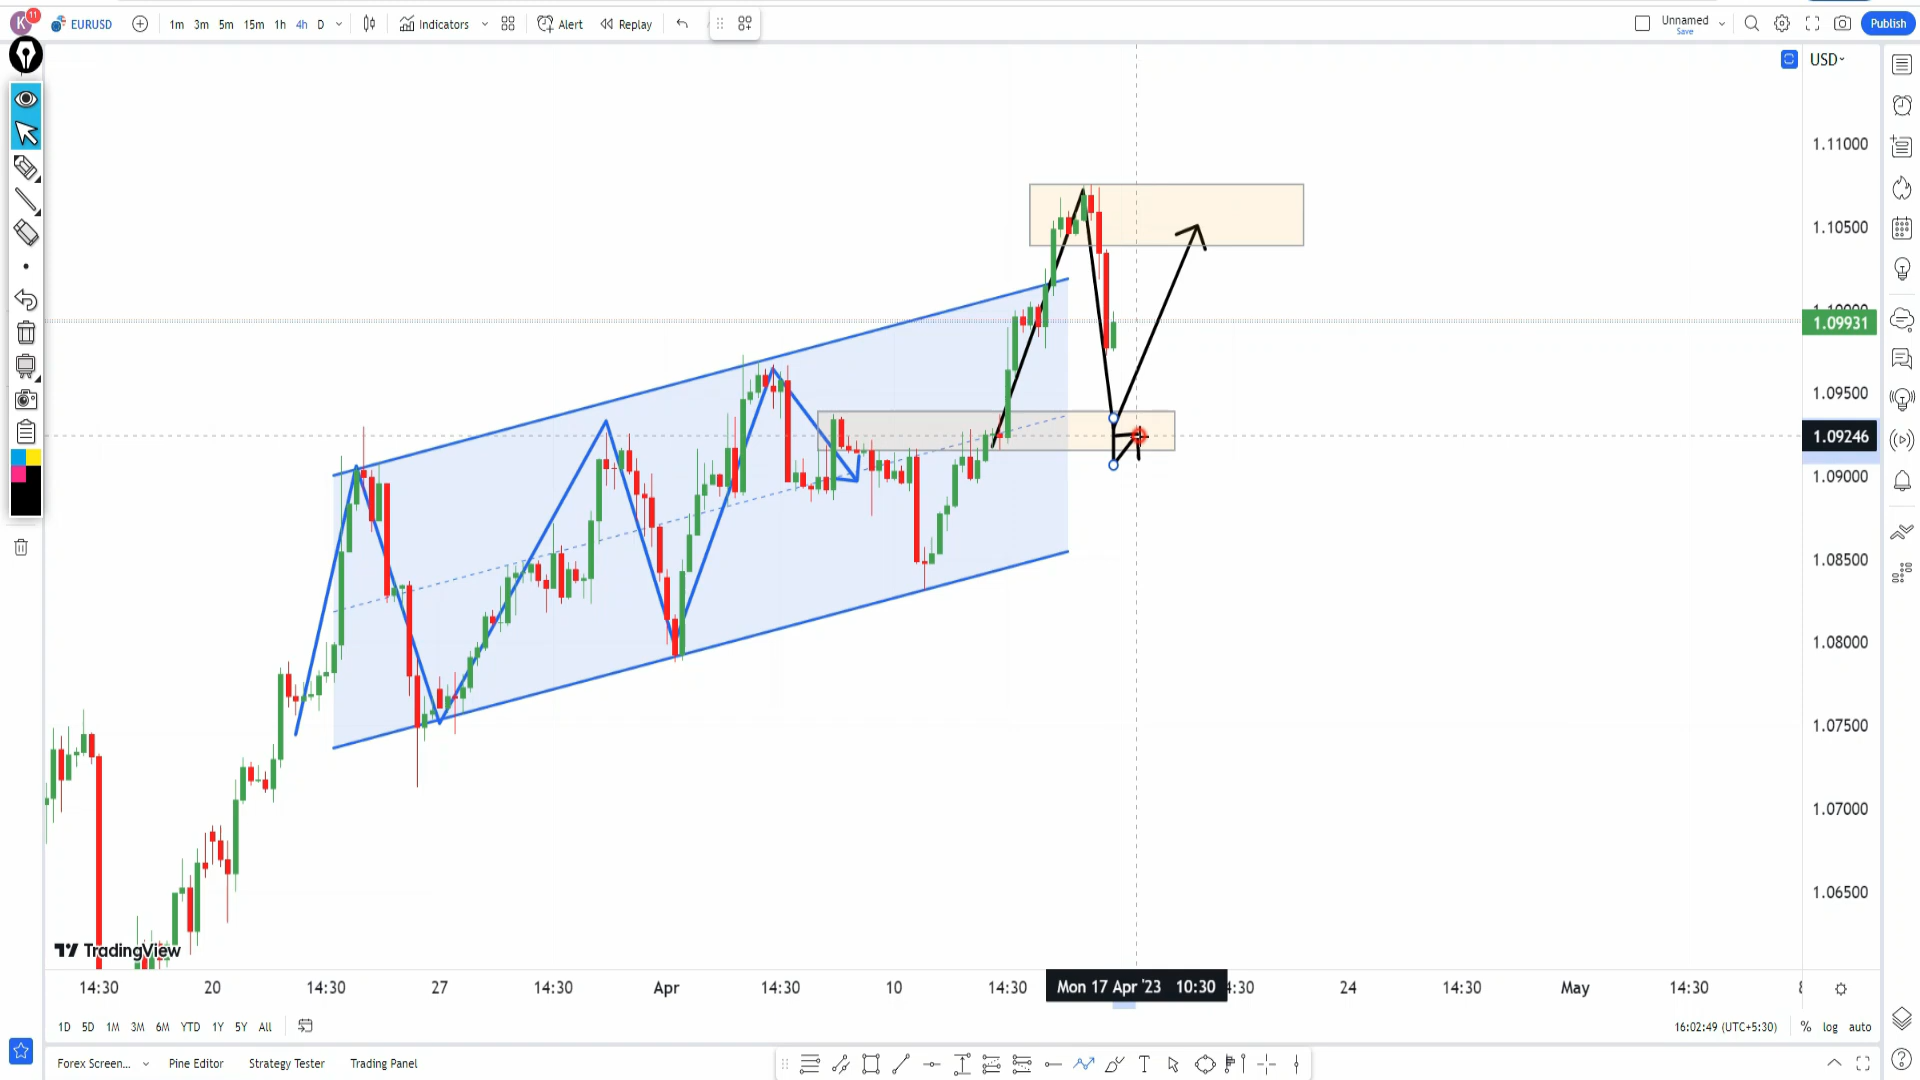 K
11
EURUSD
1m 3m 5m 15m 1h 4h D
Indicators
Alert
Replay
Unnamed
Save
Publish
USD
1.11000
1.10500
1.09931
1.09500
1.09246
1.09000
1.08500
1.08000
1.07500
1.07000
1.06500
TradingView
14:30 20 14:30 27 14:30 Apr 14:30 10 14:30 Mon 17 Apr '23 10:30 :30 24 14:30 May 14:30
1D 5D 1M 3M 6M YTD 1Y 5Y All
16:02:49 (UTC+5:30) % log auto
Forex Screen... Pine Editor Strategy Tester Trading Panel